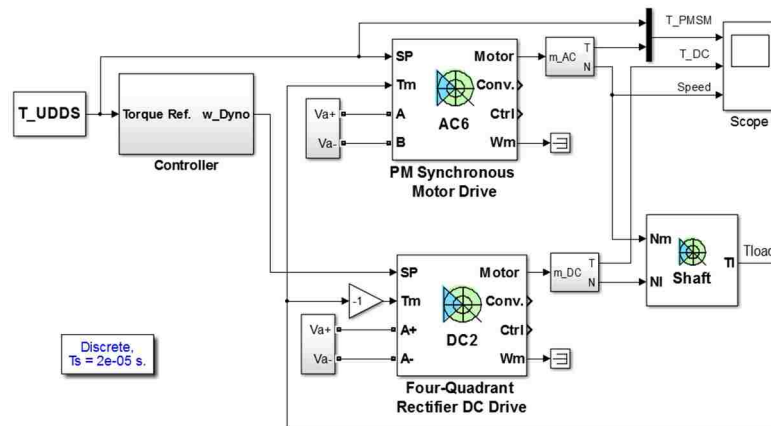 T_UDDS
Torque Ref. w_Dyno
Controller
SP
Tm
A
B
Motor
Conv.
Ctrl
Wm
AC6
PM Synchronous
Motor Drive
Va+
Va-
m_AC
T
N
T_PMSM
T_DC
Speed
Scope
SP
Tm
A+
A-
Motor
Conv.
Ctrl
Wm
DC2
Four-Quadrant
Rectifier DC Drive
-1
Va+
Va-
m_DC
T
N
Nm
Nl
Tl
Shaft
Tload
Discrete,
Ts = 2e-05 s.